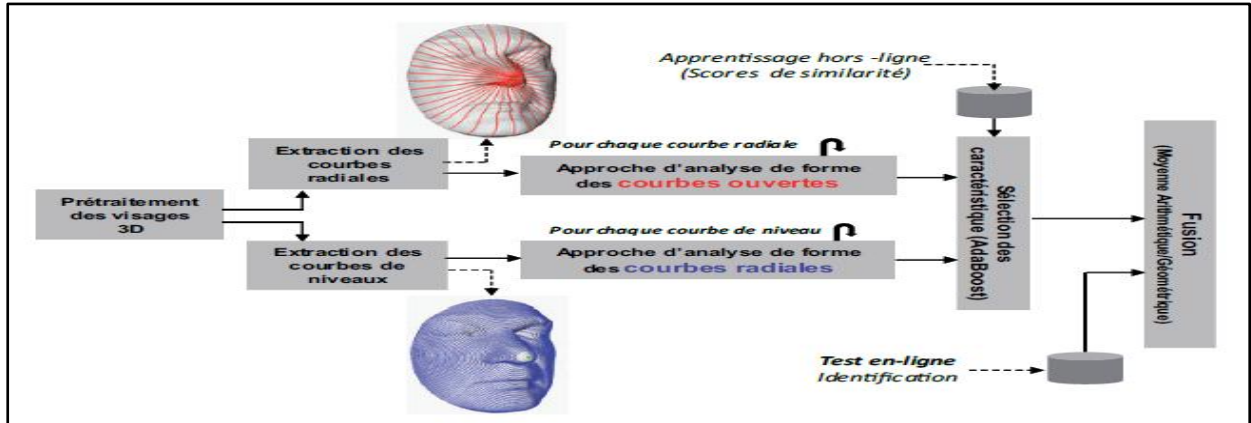 Apprentissage hors -ligne
(Scores de similarité)
Extraction des
courbes
radiales
Pour chaque courbe radiale
Approche d'analyse de forme
des courbes ouvertes
Prétraitement
des visages
3D
Extraction des
courbes de
niveaux
Pour chaque courbe de niveau
Approche d'analyse de forme
des courbes radiales
Sélection des
caractéristique (AdaBoost)
Fusion
(Moyenne Arithmétique/Géométrique)
Test en-ligne
Identification